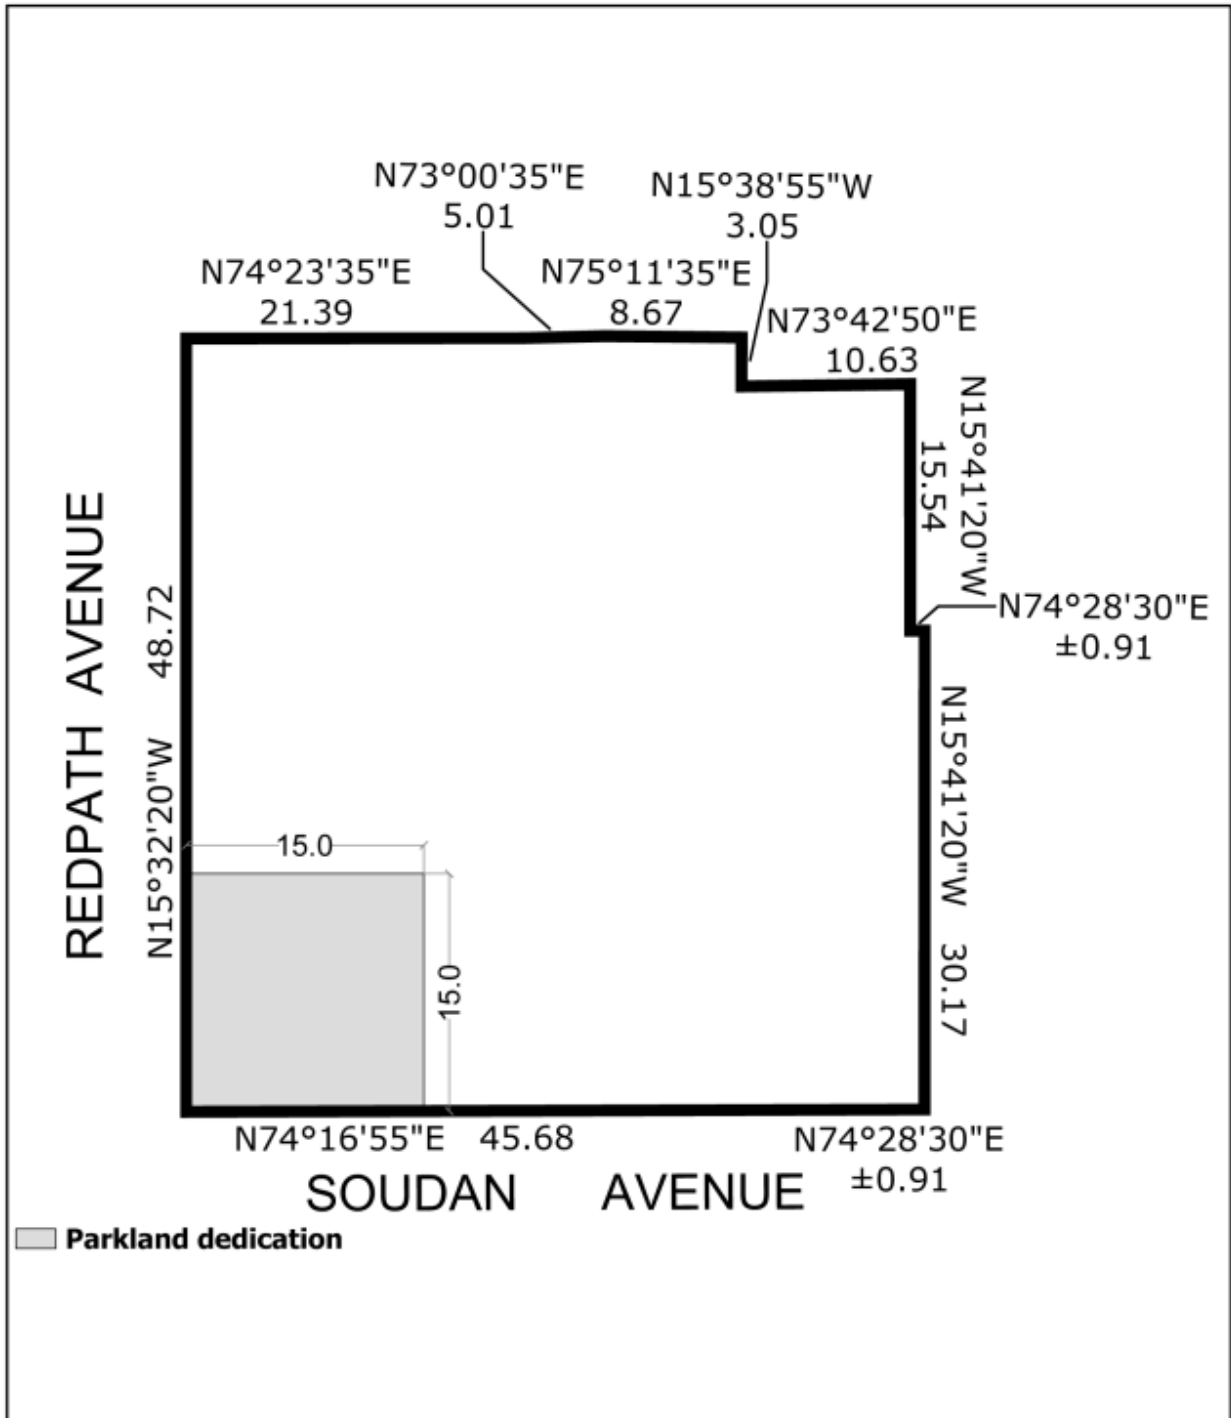 N73°00'35"E
5.01
N15°38'55"W
3.05
N74°23'35"E
21.39
N75°11'35"E
8.67
N73°42'50"E
10.63
N15°41'20"W
15.54
N74°28'30"E
±0.91
REDPATH AVENUE
N15°32'20"W 48.72
N15°41'20"W 30.17
15.0
15.0
N74°16'55"E 45.68
N74°28'30"E
±0.91
SOUDAN AVENUE
Parkland dedication